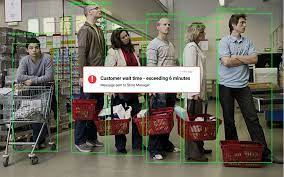 Customer wait time - exceeding 6 minutes
Message sent to Store Manager